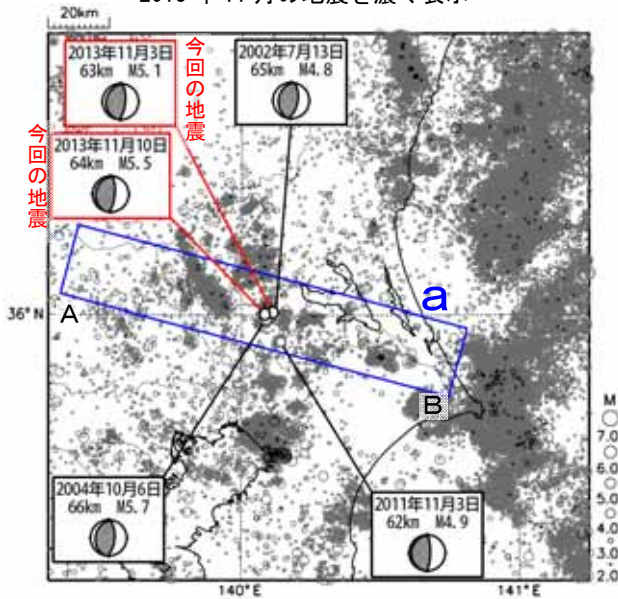 20km
2013年11月3日
63km M5.1
今回の地震
2002年7月13日
65km M4.8
今回の地震
2013年11月10日
64km M5.5
a
36°N
A
B
M
7.0
6.0
5.0
4.0
3.0
2.0
2004年10月6日
66km M5.7
2011年11月3日
62km M4.9
140°E
141°E